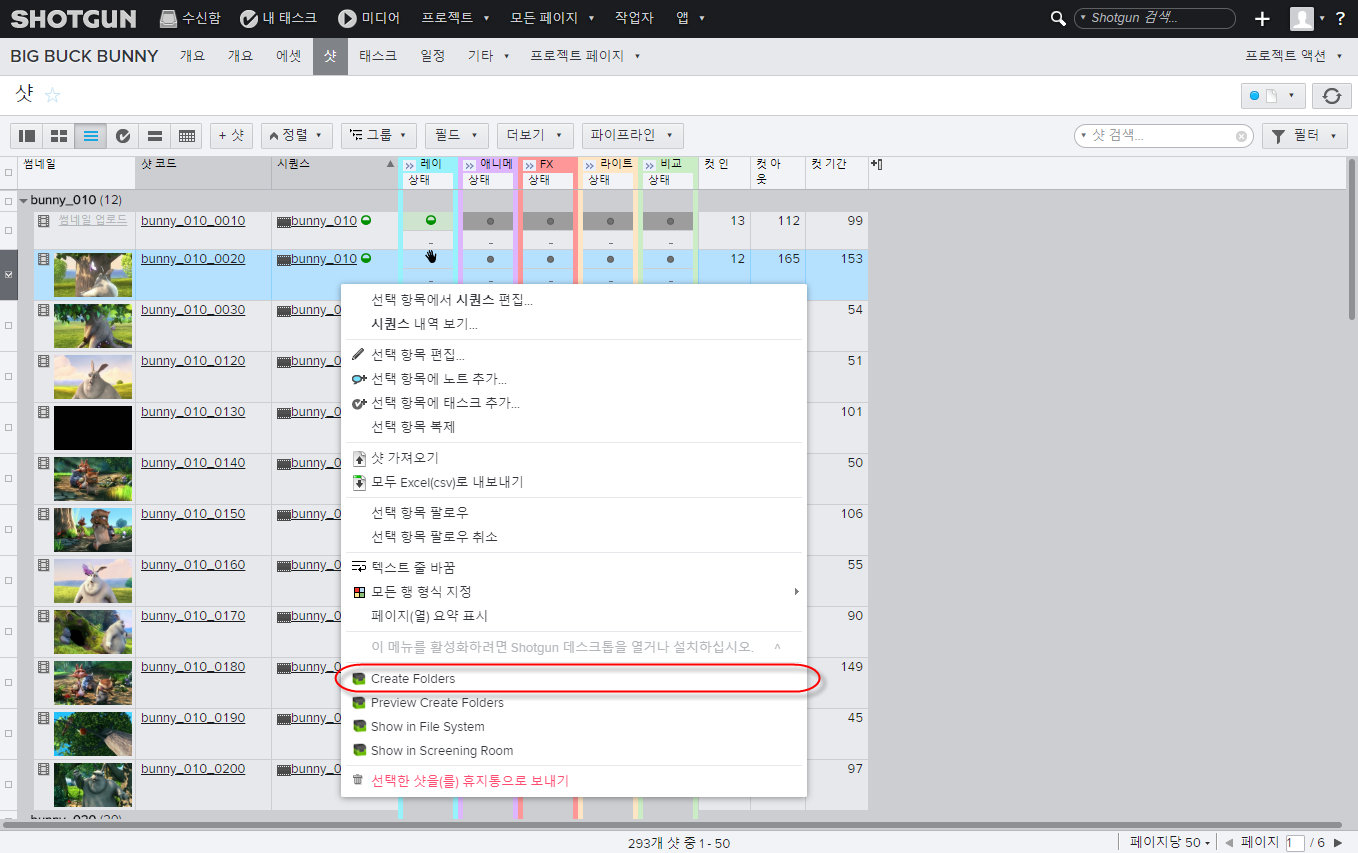 SHOTGUN 수신함 내 태스크 미디어 프로젝트 모든 페이지 작업자 앱 Shotgun 검색... ?
BIG BUCK BUNNY 개요 개요 에셋 샷 태스크 일정 기타 프로젝트 페이지 프로젝트 액션
샷
+ 샷 정렬 그룹 필드 더보기 파이프라인 샷 검색... 필터
썸네일 샷 코드 시퀀스 레이 애니메 FX 라이트 비교 컷 인 컷 아웃 컷 기간
상태 상태 상태 상태 상태
bunny_010 (12)
썸네일 업로드 bunny_010_0010 bunny_010 13 112 99
- - - - -
bunny_010_0020 bunny_010 12 165 153
- - - - -
bunny_010_0030 bunny_0 54
bunny_010_0120 bunny_0 51
bunny_010_0130 bunny_0 101
bunny_010_0140 bunny_0 50
bunny_010_0150 bunny_0 106
bunny_010_0160 bunny_0 55
bunny_010_0170 bunny_0 90
bunny_010_0180 bunny_0 149
bunny_010_0190 bunny_0 45
bunny_010_0200 bunny_0 97
bunny_020 (20)
선택 항목에서 시퀀스 편집...
시퀀스 내역 보기...
선택 항목 편집...
선택 항목에 노트 추가...
선택 항목에 태스크 추가...
선택 항목 복제
샷 가져오기
모두 Excel(csv)로 내보내기
선택 항목 팔로우
선택 항목 팔로우 취소
텍스트 줄 바꿈
모든 행 형식 지정
페이지(열) 요약 표시
이 메뉴를 활성화하려면 Shotgun 데스크톱을 열거나 설치하십시오. ^
Create Folders
Preview Create Folders
Show in File System
Show in Screening Room
선택한 샷을(를) 휴지통으로 보내기
293개 샷 중 1 - 50 페이지당 50 페이지 1 / 6